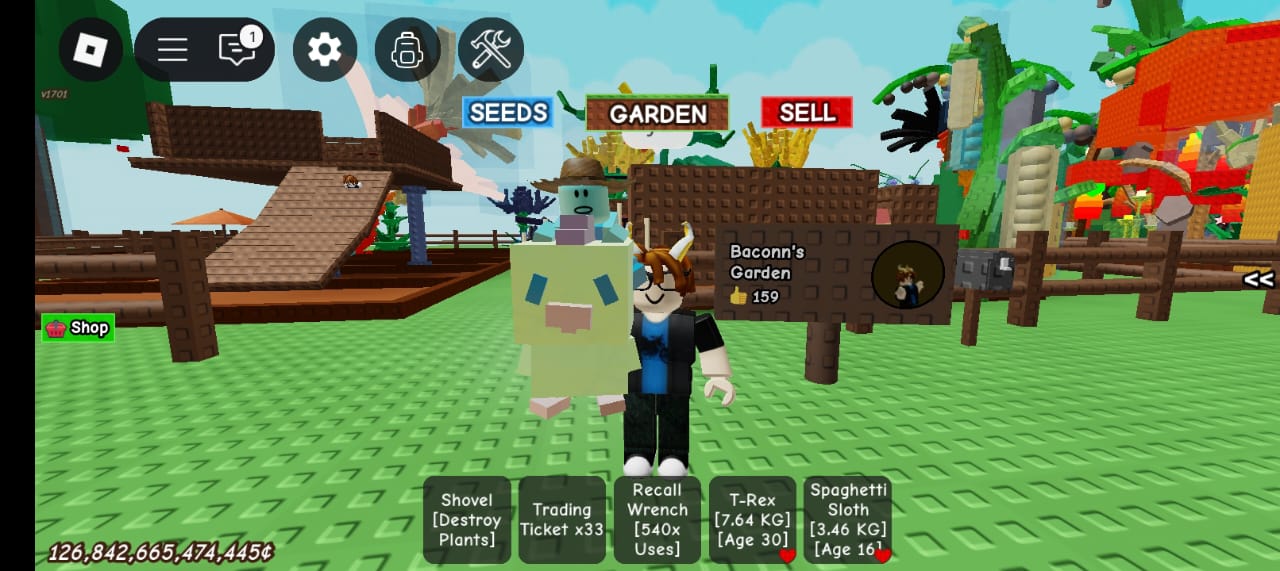 1
v1701
SEEDS
GARDEN
SELL
Baconn's
Garden
159
<<
Shop
Shovel
[Destroy
Plants]
Trading
Ticket x33
Recall
Wrench
[540x
Uses]
T-Rex
[7.64 KG]
[Age 30]
Spaghetti
Sloth
[3.46 KG]
[Age 16]
126,842,665,474,445¢